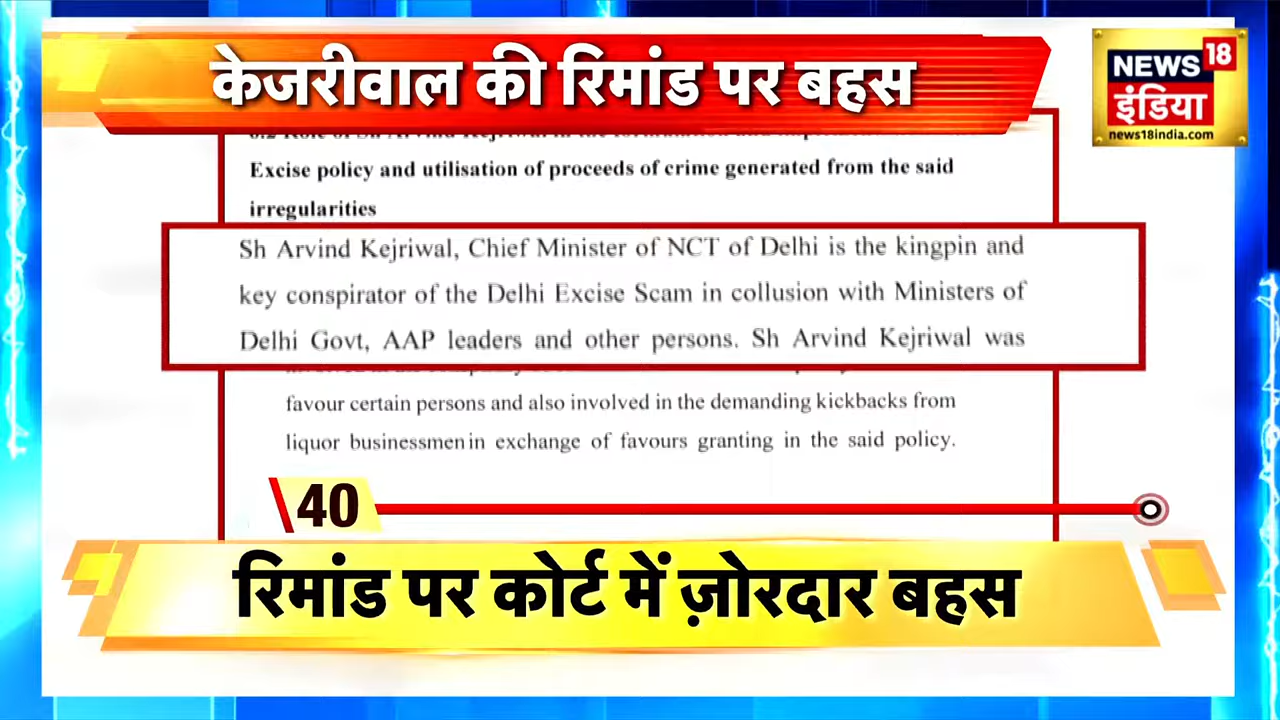 केजरीवाल की रिमांड पर बहस
NEWS 18
इंडिया
news18india.com
Excise policy and utilisation of proceeds of crime generated from the said
irregularities
Sh Arvind Kejriwal, Chief Minister of NCT of Delhi is the kingpin and
key conspirator of the Delhi Excise Scam in collusion with Ministers of
Delhi Govt, AAP leaders and other persons. Sh Arvind Kejriwal was
favour certain persons and also involved in the demanding kickbacks from
liquor businessmen in exchange of favours granting in the said policy.
40
रिमांड पर कोर्ट में ज़ोरदार बहस